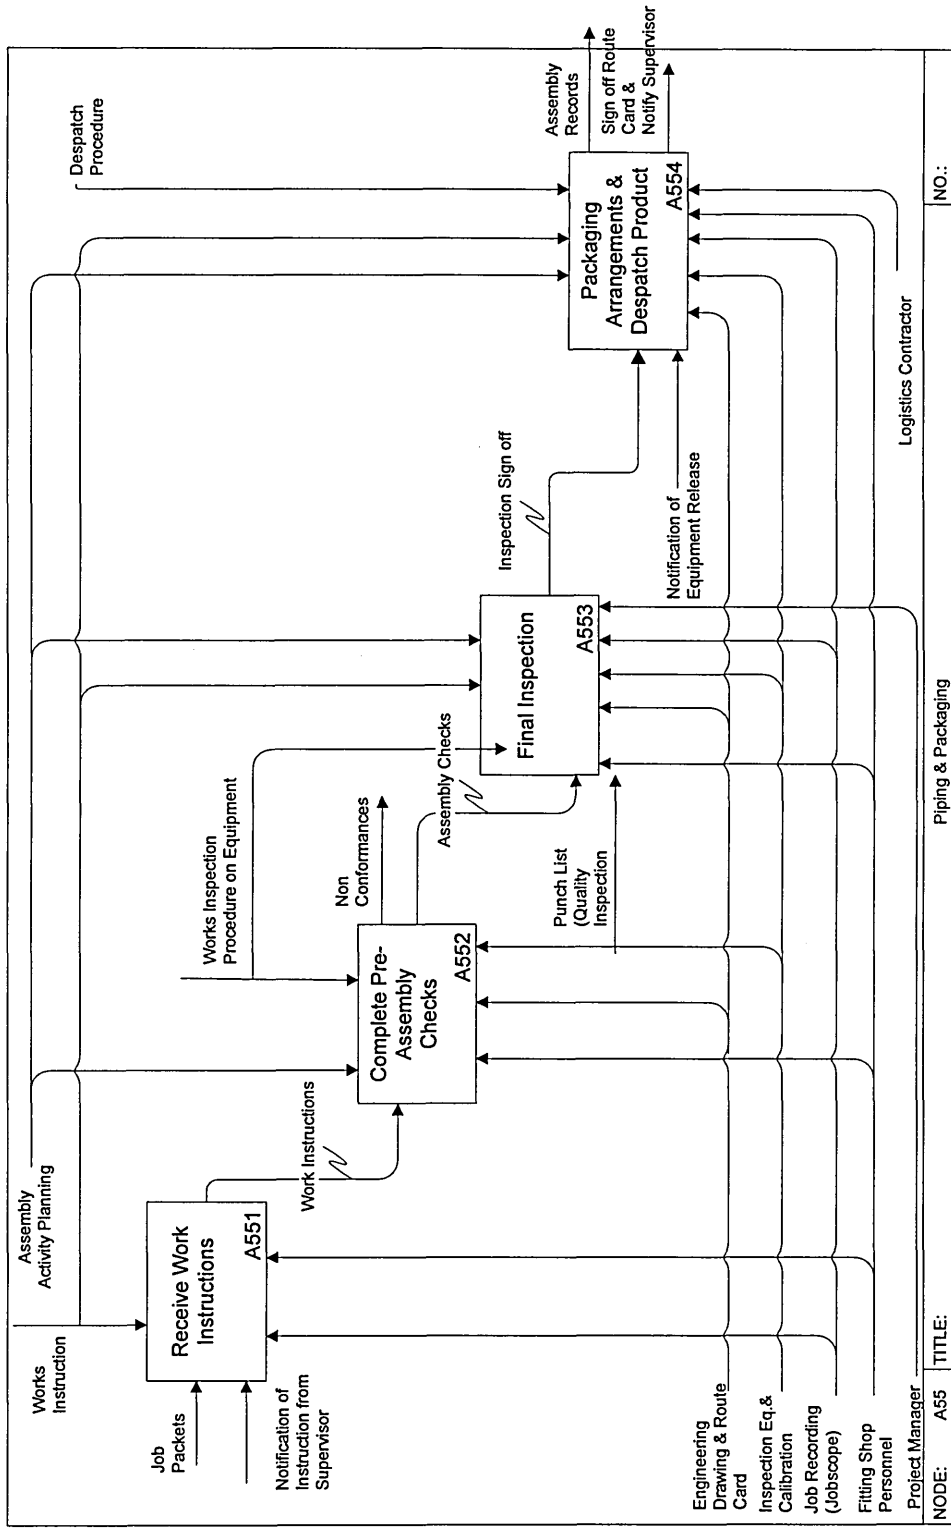 Works
Instruction
Assembly
Activity Planning
Despatch
Procedure
Job
Packets
Notification of
Instruction from
Supervisor
Receive Work
Instructions
A551
Work Instructions
Works Inspection
Procedure on Equipment
Complete Pre-
Assembly
Checks
A552
Non
Conformances
Assembly Checks
Punch List
(Quality
Inspection
Final Inspection
A553
Inspection Sign off
Notification of
Equipment Release
Packaging
Arrangements &
Despatch Product
A554
Assembly
Records
Sign off Route
Card &
Notify Supervisor
Engineering
Drawing & Route
Card
Inspection Eq.&
Calibration
Job Recording
(Jobscope)
Fitting Shop
Personnel
Project Manager
Logistics Contractor
NODE: A55
TITLE: Piping & Packaging
NO.: